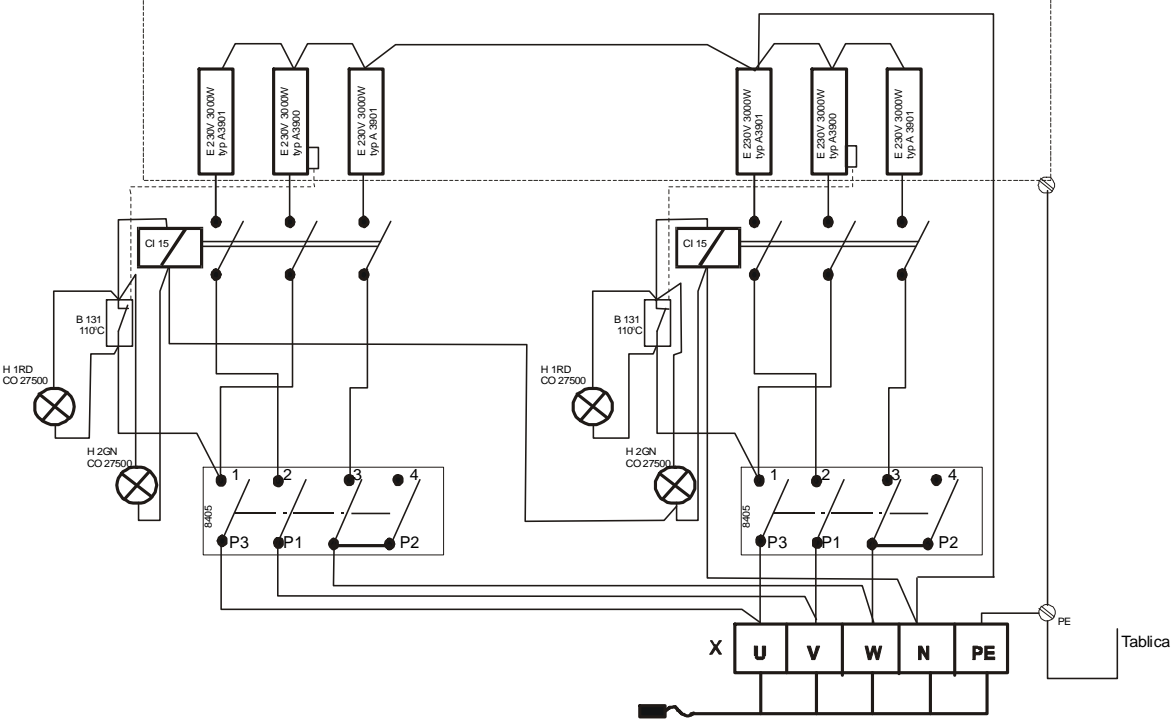 E 230V 3000W
typ A3901
E 230V 3000W
typ A3900
E 230V 3000W
typ A 3901
E 230V 3000W
typ A3901
E 230V 3000W
typ A3900
E 230V 3000W
typ A 3901
CI 15
CI 15
B 131
110°C
B 131
110°C
H 1RD
CO 27500
H 1RD
CO 27500
H 2GN
CO 27500
H 2GN
CO 27500
1 2 3 4
1 2 3 4
8405
8405
P3 P1 P2
P3 P1 P2
PE
Tablica
X U V W N PE